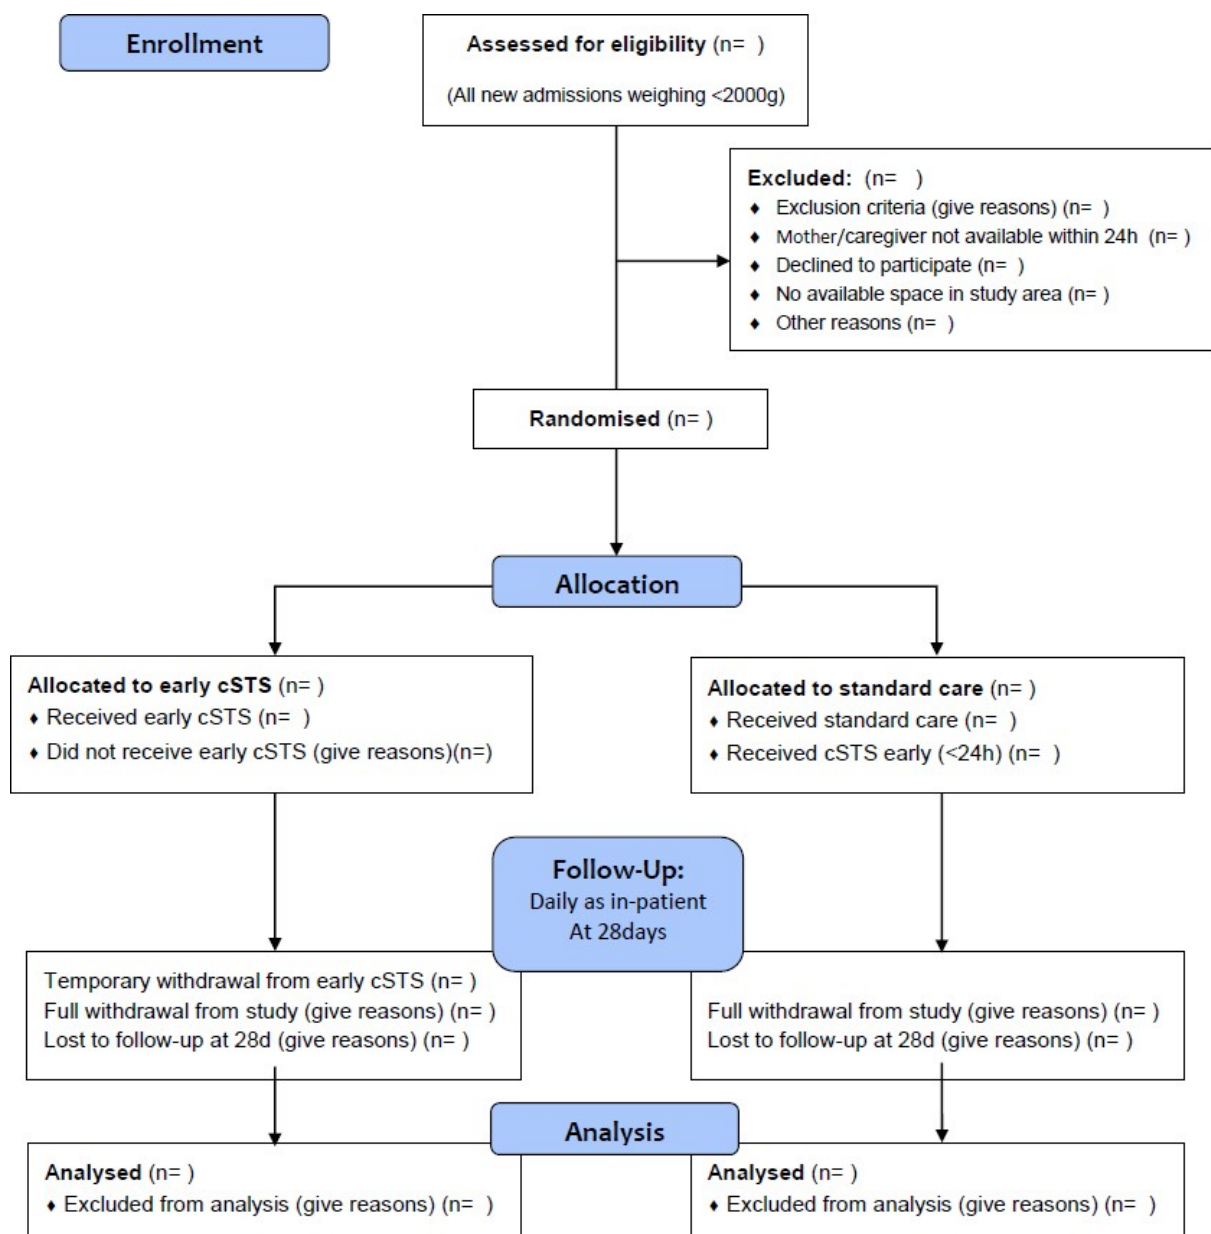 Enrollment
Assessed for eligibility (n=  )
(All new admissions weighing <2000g)
Excluded:  (n=   )
♦ Exclusion criteria (give reasons) (n=  )
♦ Mother/caregiver not available within 24h  (n= )
♦ Declined to participate (n=  )
♦ No available space in study area (n= )
♦ Other reasons (n=  )
Randomised (n= )
Allocation
Allocated to early cSTS (n= )
♦ Received early cSTS (n=  )
♦ Did not receive early cSTS (give reasons)(n=)
Allocated to standard care (n= )
♦ Received standard care (n=  )
♦ Received cSTS early (<24h) (n=  )
Follow-Up:
Daily as in-patient
At 28days
Temporary withdrawal from early cSTS (n= )
Full withdrawal from study (give reasons) (n= )
Lost to follow-up at 28d (give reasons) (n= )
Full withdrawal from study (give reasons) (n= )
Lost to follow-up at 28d (give reasons) (n= )
Analysis
Analysed (n= )
♦ Excluded from analysis (give reasons) (n=  )
Analysed (n= )
♦ Excluded from analysis (give reasons) (n=  )